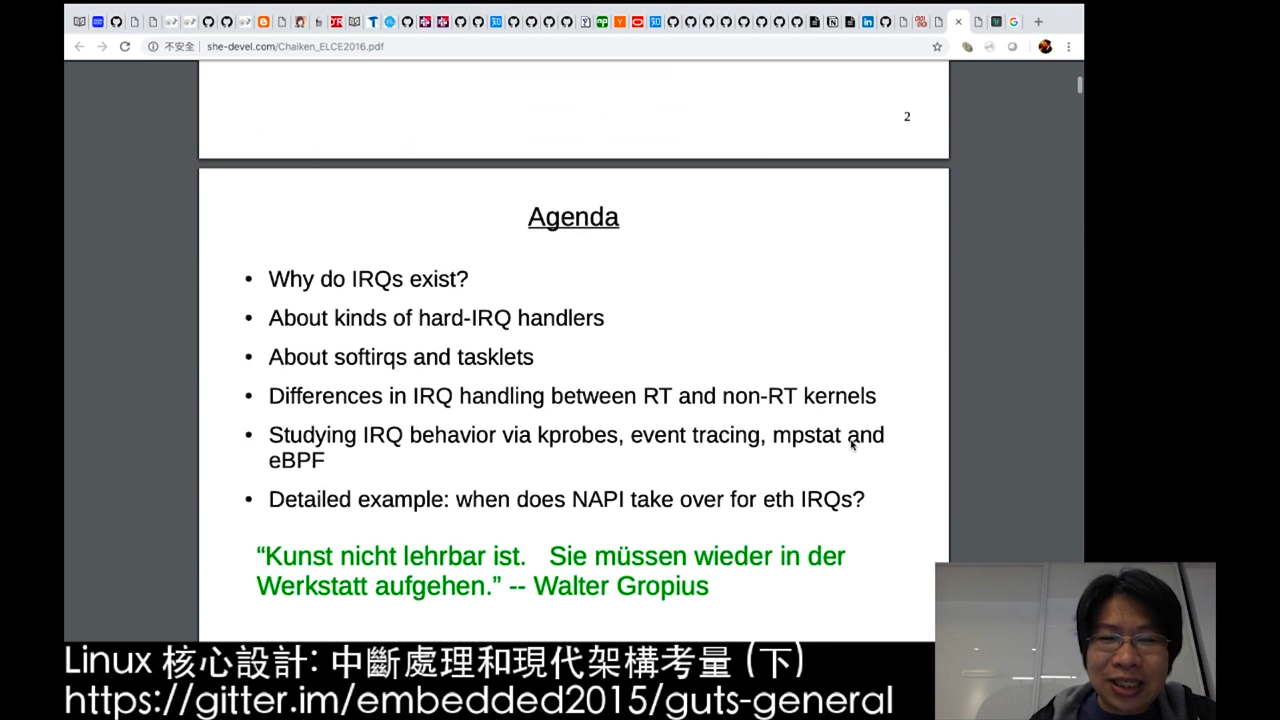 不安全 she-devel.com/Chaiken_ELCE2016.pdf
2
Agenda
• Why do IRQs exist?
• About kinds of hard-IRQ handlers
• About softirqs and tasklets
• Differences in IRQ handling between RT and non-RT kernels
• Studying IRQ behavior via kprobes, event tracing, mpstat and
eBPF
• Detailed example: when does NAPI take over for eth IRQs?
“Kunst nicht lehrbar ist. Sie müssen wieder in der
Werkstatt aufgehen.” -- Walter Gropius
Linux 核心設計: 中斷處理和現代架構考量 (下)
https://gitter.im/embedded2015/guts-general